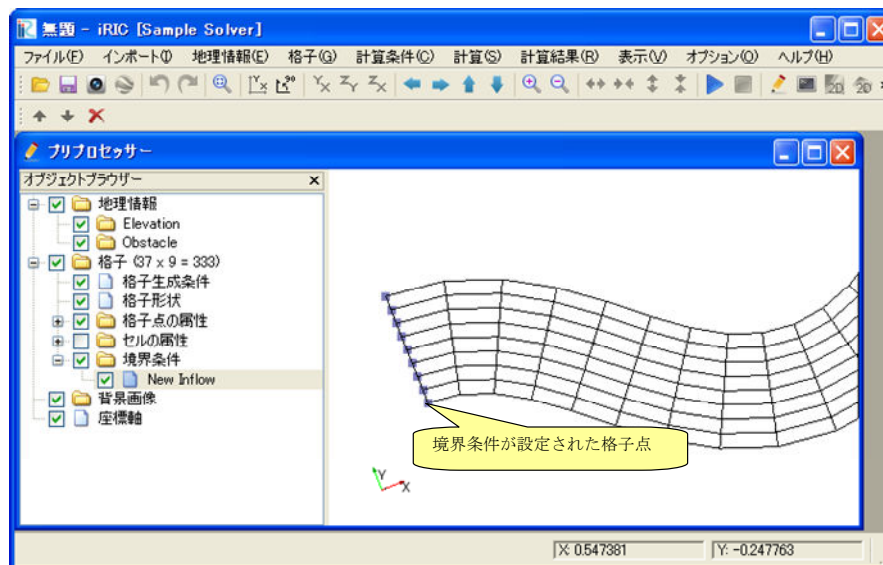 無題 - iRIC [Sample Solver]
ファイル(F) インポート(I) 地理情報(E) 格子(G) 計算条件(C) 計算(S) 計算結果(R) 表示(V) オプション(O) ヘルプ(H)
プリプロセッサー
オブジェクトブラウザー
地理情報
Elevation
Obstacle
格子 (37 x 9 = 333)
格子生成条件
格子形状
格子点の属性
セルの属性
境界条件
New Inflow
背景画像
座標軸
境界条件が設定された格子点
Y
X
X: 0.547381 Y: -0.247763